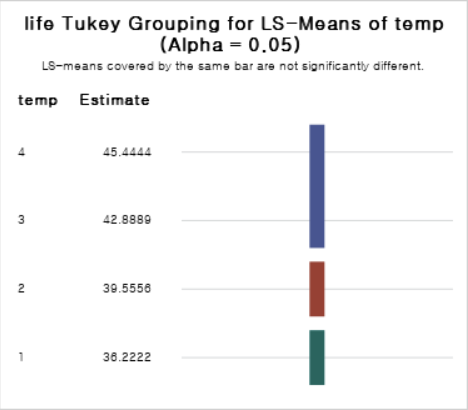 life Tukey Grouping for LS-Means of temp
(Alpha = 0.05)
LS-means covered by the same bar are not significantly different.
temp Estimate
4 45.4444
3 42.8889
2 39.5556
1 36.2222